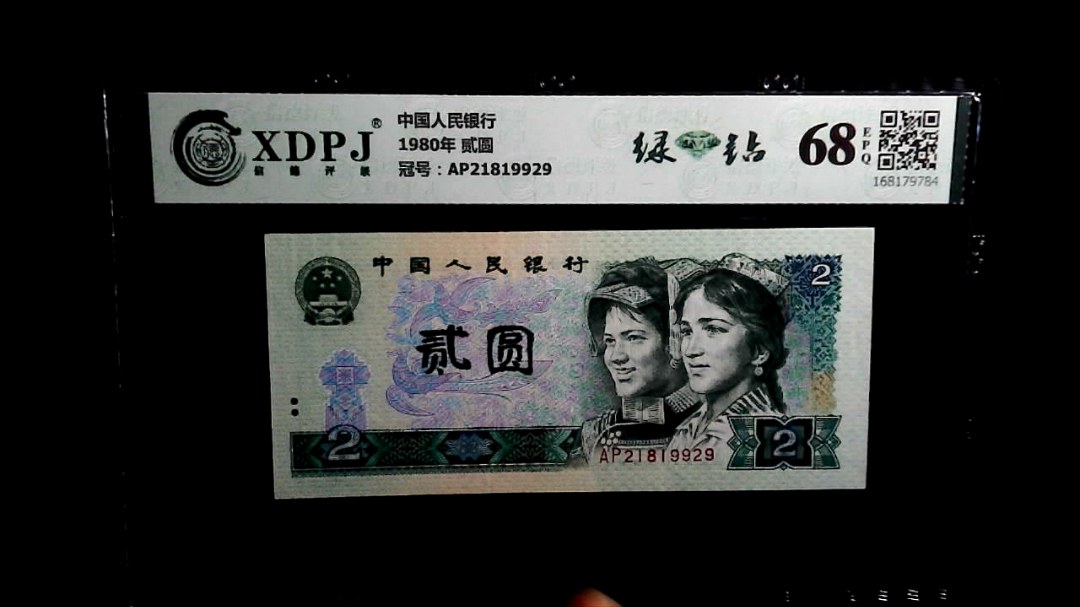 XDPJ®
信德评级
中国人民银行
1980年 贰圆
冠号：AP21819929
绿钻
68
EPQ
168179784
中国人民银行
2
贰圆
2
AP21819929
2